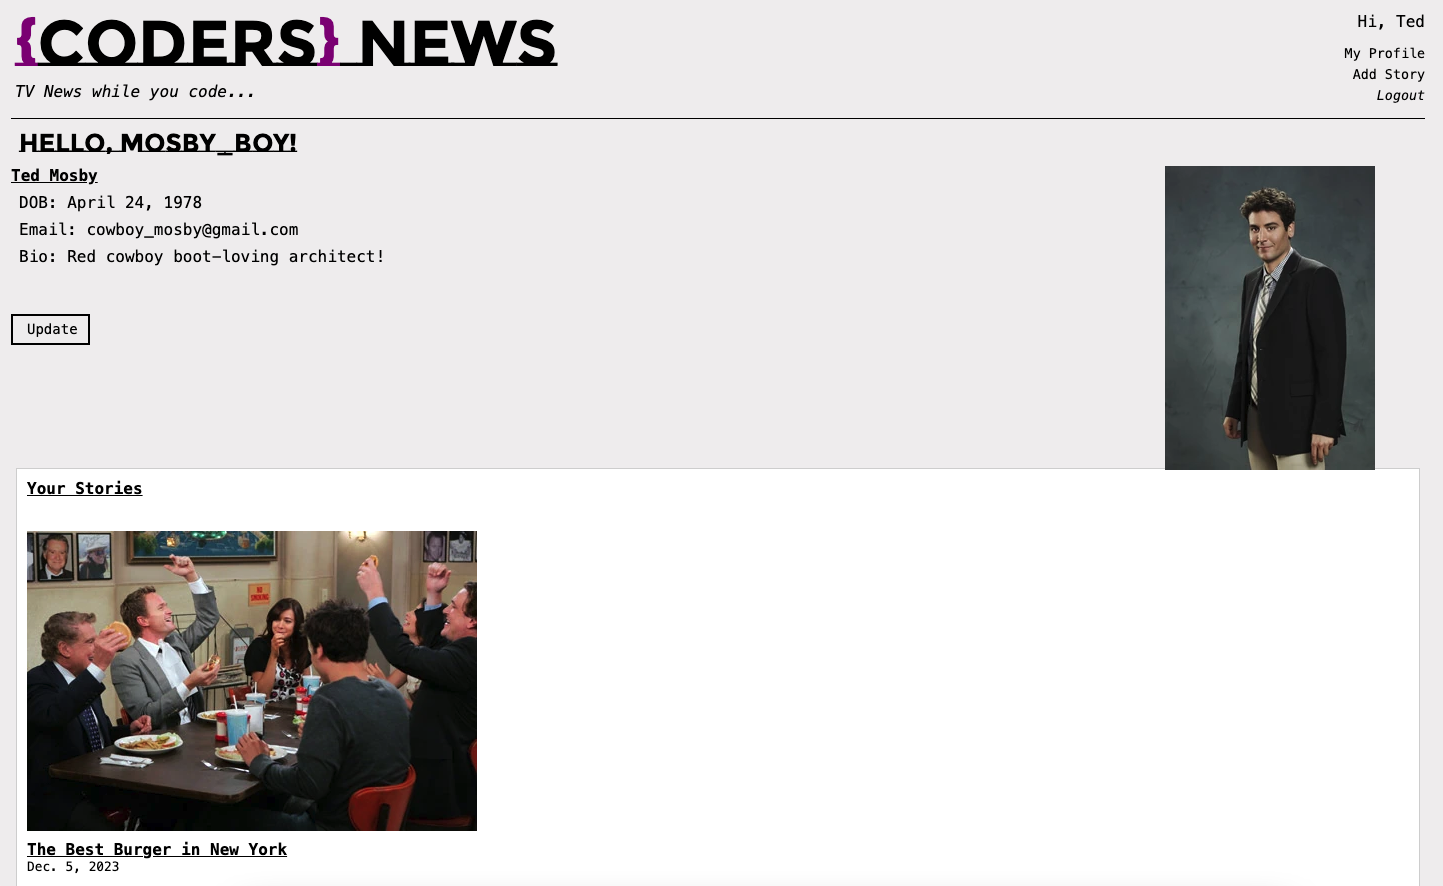 {CODERS} NEWS
TV News while you code...
Hi, Ted
My Profile
Add Story
Logout
HELLO, MOSBY_BOY!
Ted Mosby
DOB: April 24, 1978
Email: cowboy_mosby@gmail.com
Bio: Red cowboy boot-loving architect!
Update
Your Stories
NO
SMOKING
The Best Burger in New York
Dec. 5, 2023